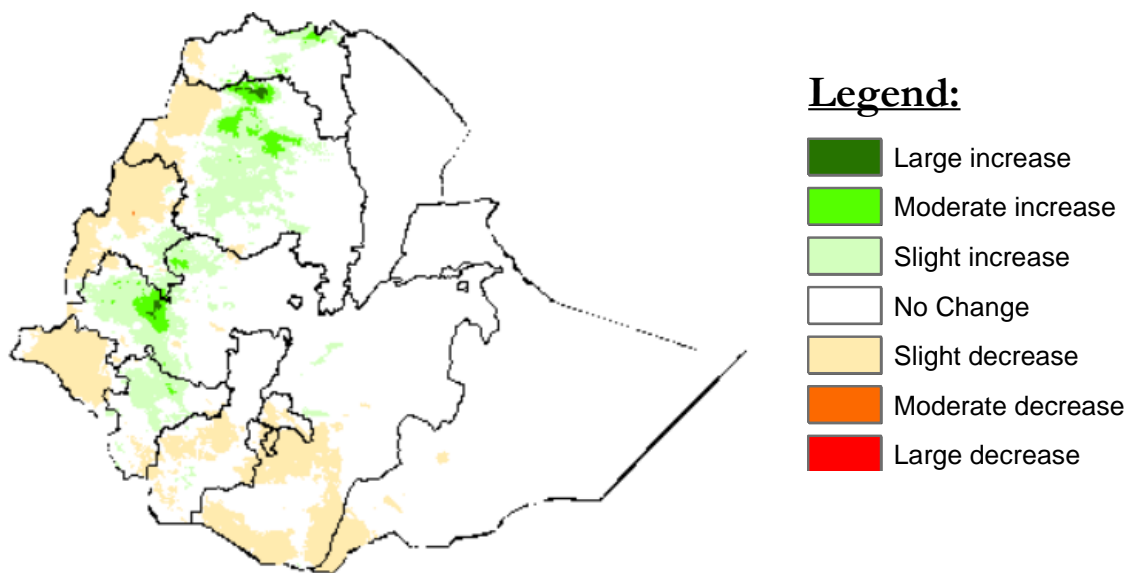 Legend:
Large increase
Moderate increase
Slight increase
No Change
Slight decrease
Moderate decrease
Large decrease